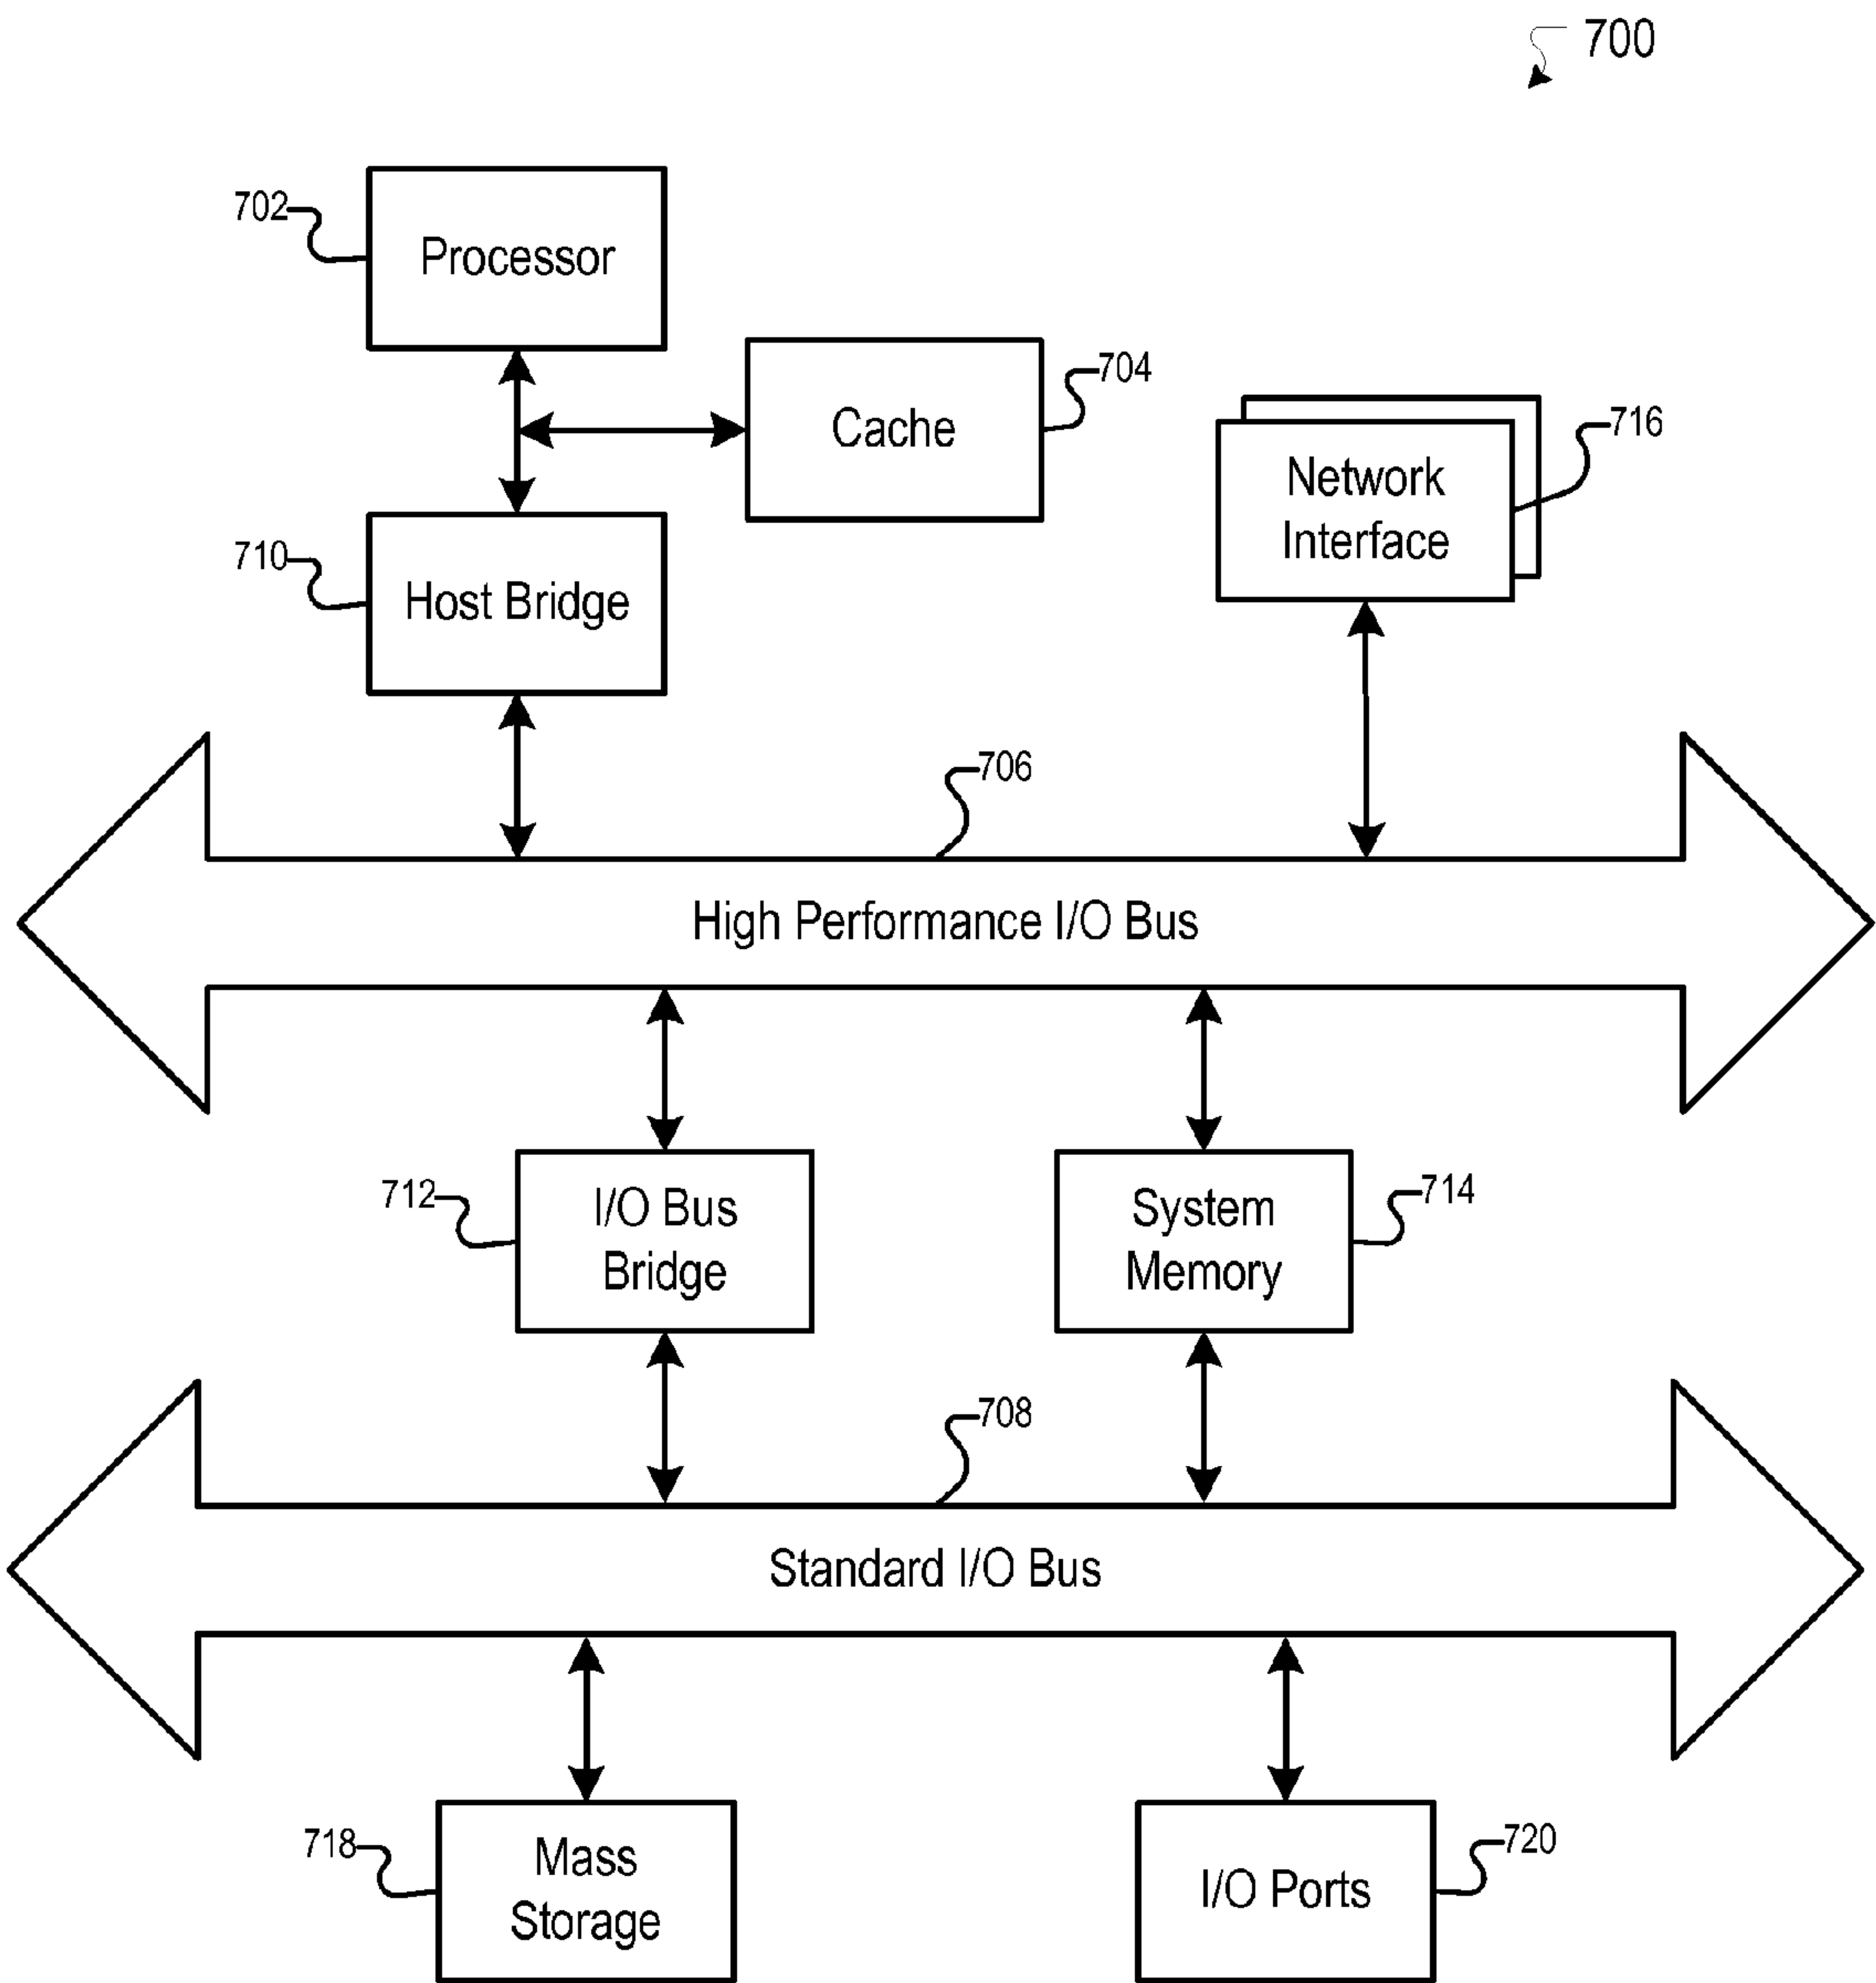 700
702
Processor
704
Cache
716
Network
Interface
710
Host Bridge
706
High Performance I/O Bus
712
I/O Bus
Bridge
System
Memory
714
708
Standard I/O Bus
718
Mass
Storage
I/O Ports
720